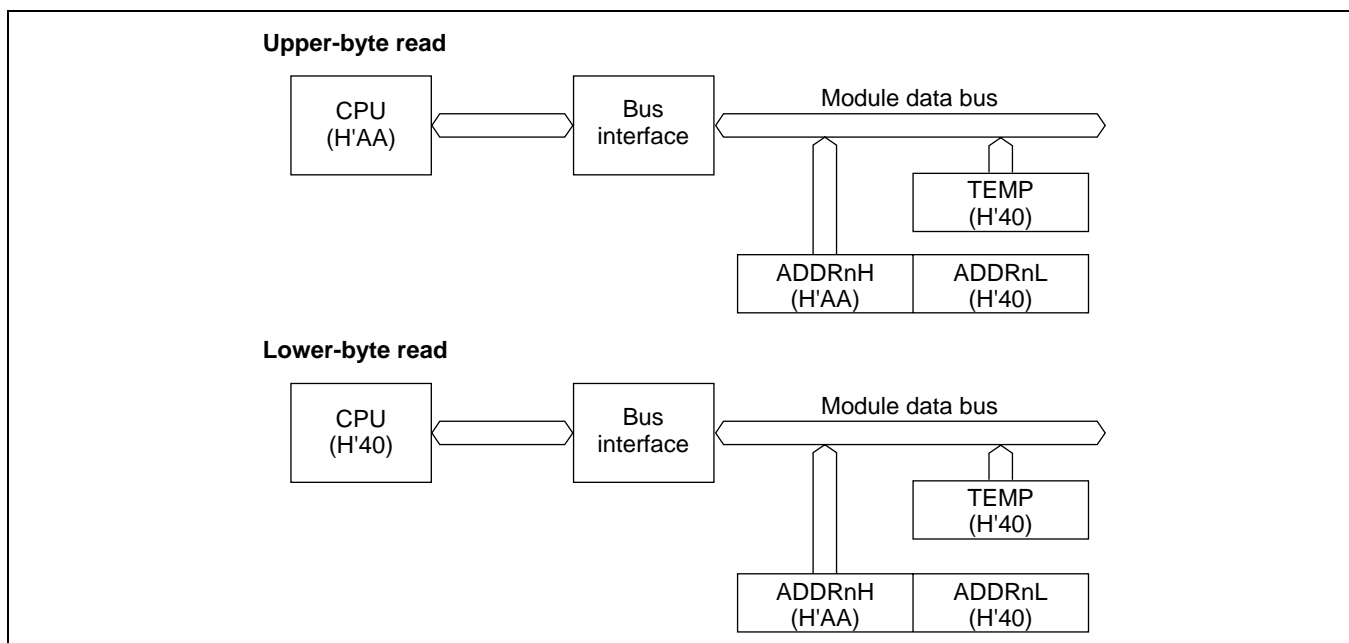 Upper-byte read
CPU
(H'AA)
Bus
interface
Module data bus
TEMP
(H'40)
ADDRnH
(H'AA)
ADDRnL
(H'40)
Lower-byte read
CPU
(H'40)
Bus
interface
Module data bus
TEMP
(H'40)
ADDRnH
(H'AA)
ADDRnL
(H'40)